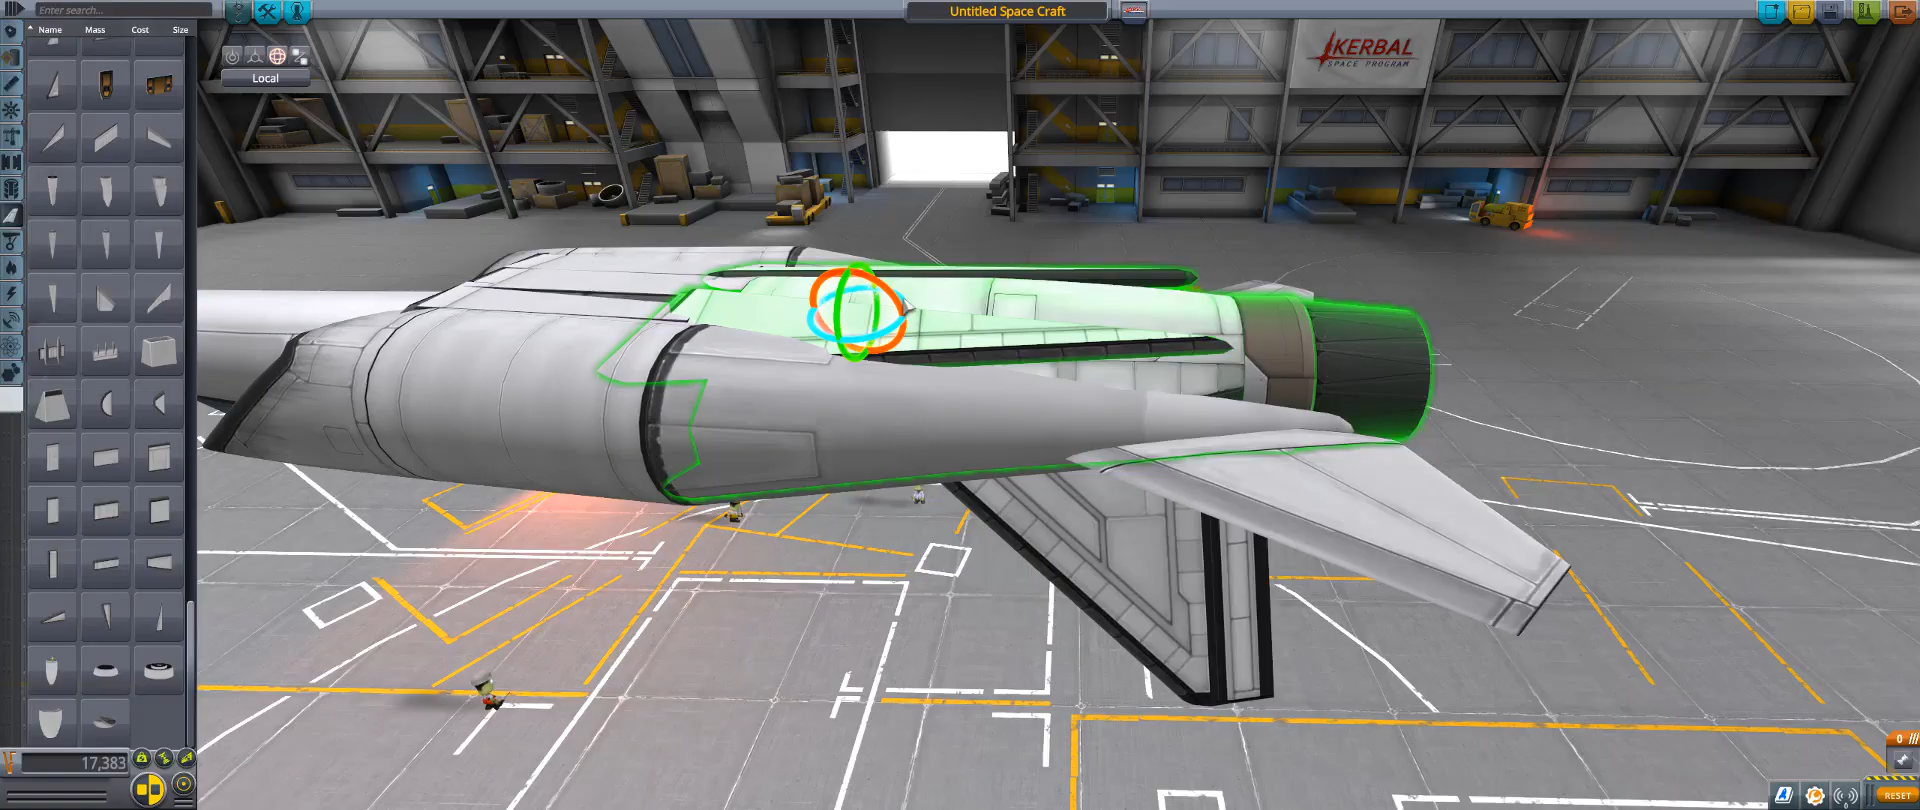 Enter search...
Untitled Space Craft
Name Mass Cost Size
Local
KERBAL
SPACE PROGRAM
17,383
0
RESET